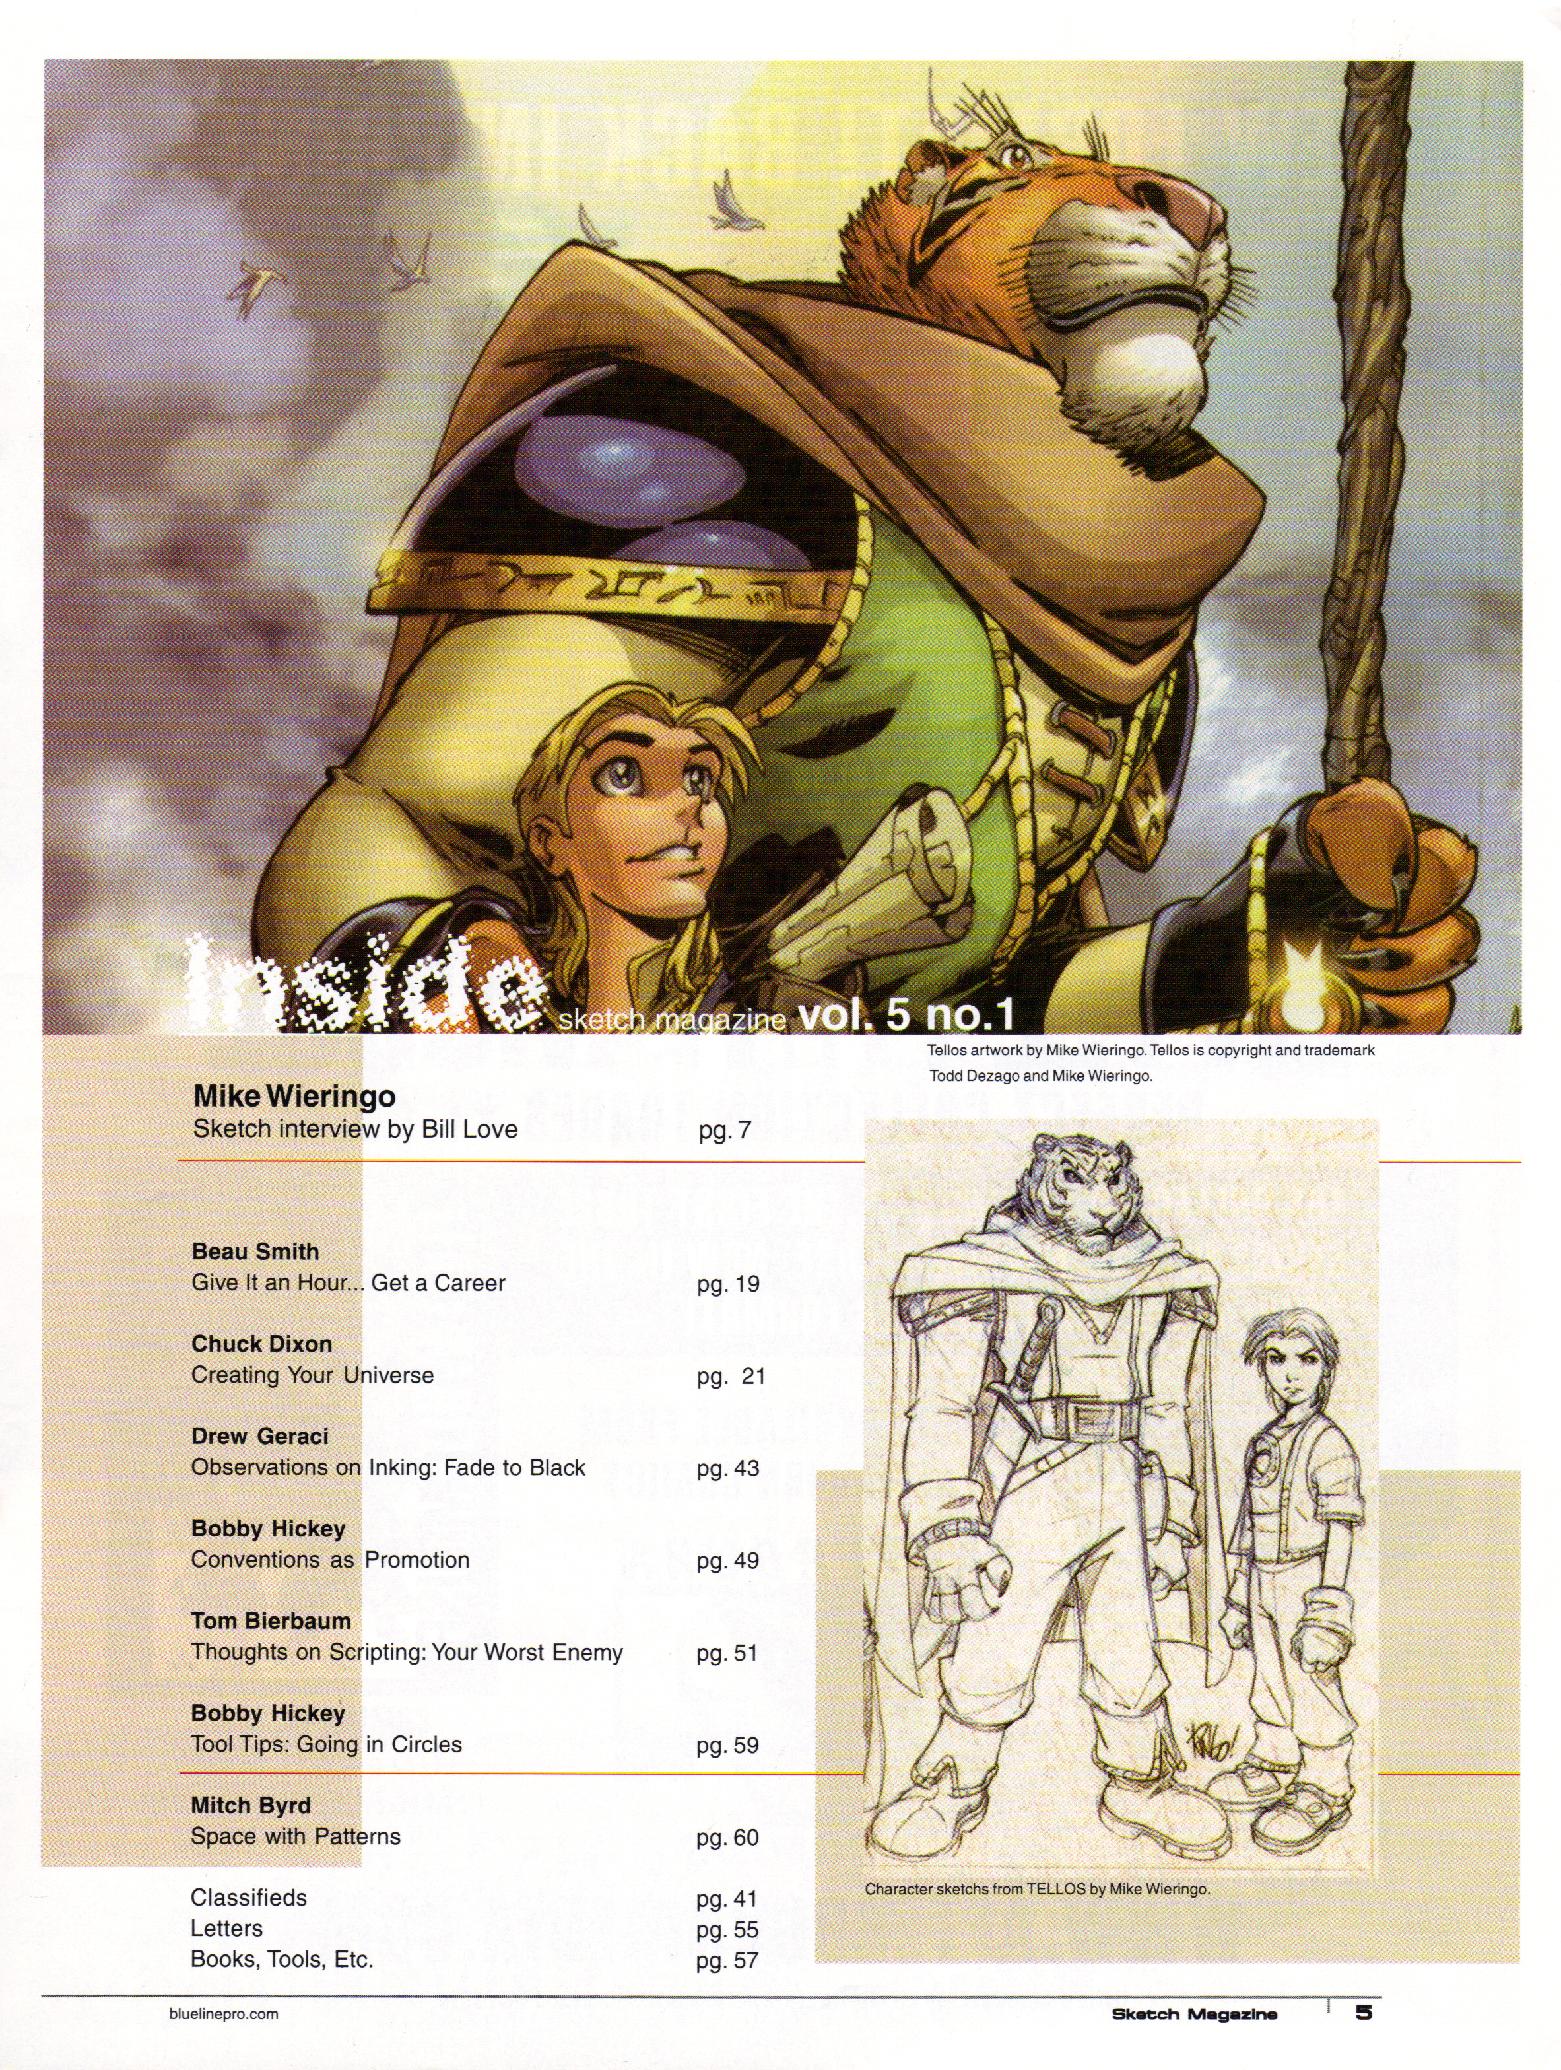 Inside
sketch magazine vol. 5 no.1
Tellos artwork by Mike Wieringo. Tellos is copyright and trademark
Todd Dezago and Mike Wieringo.
Mike Wieringo
Sketch interview by Bill Love pg. 7
Beau Smith
Give It an Hour... Get a Career pg. 19
Chuck Dixon
Creating Your Universe pg. 21
Drew Geraci
Observations on Inking: Fade to Black pg. 43
Bobby Hickey
Conventions as Promotion pg. 49
Tom Bierbaum
Thoughts on Scripting: Your Worst Enemy pg. 51
Bobby Hickey
Tool Tips: Going in Circles pg. 59
Mitch Byrd
Space with Patterns pg. 60
Classifieds pg. 41
Letters pg. 55
Books, Tools, Etc. pg. 57
Character sketchs from TELLOS by Mike Wieringo.
bluelinepro.com
Sketch Magazine 5